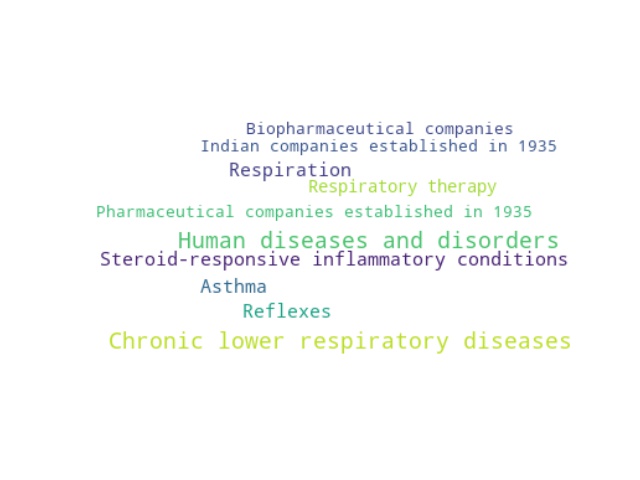 Biopharmaceutical companies
Indian companies established in 1935
Respiration
Respiratory therapy
Pharmaceutical companies established in 1935
Human diseases and disorders
Steroid-responsive inflammatory conditions
Asthma
Reflexes
Chronic lower respiratory diseases